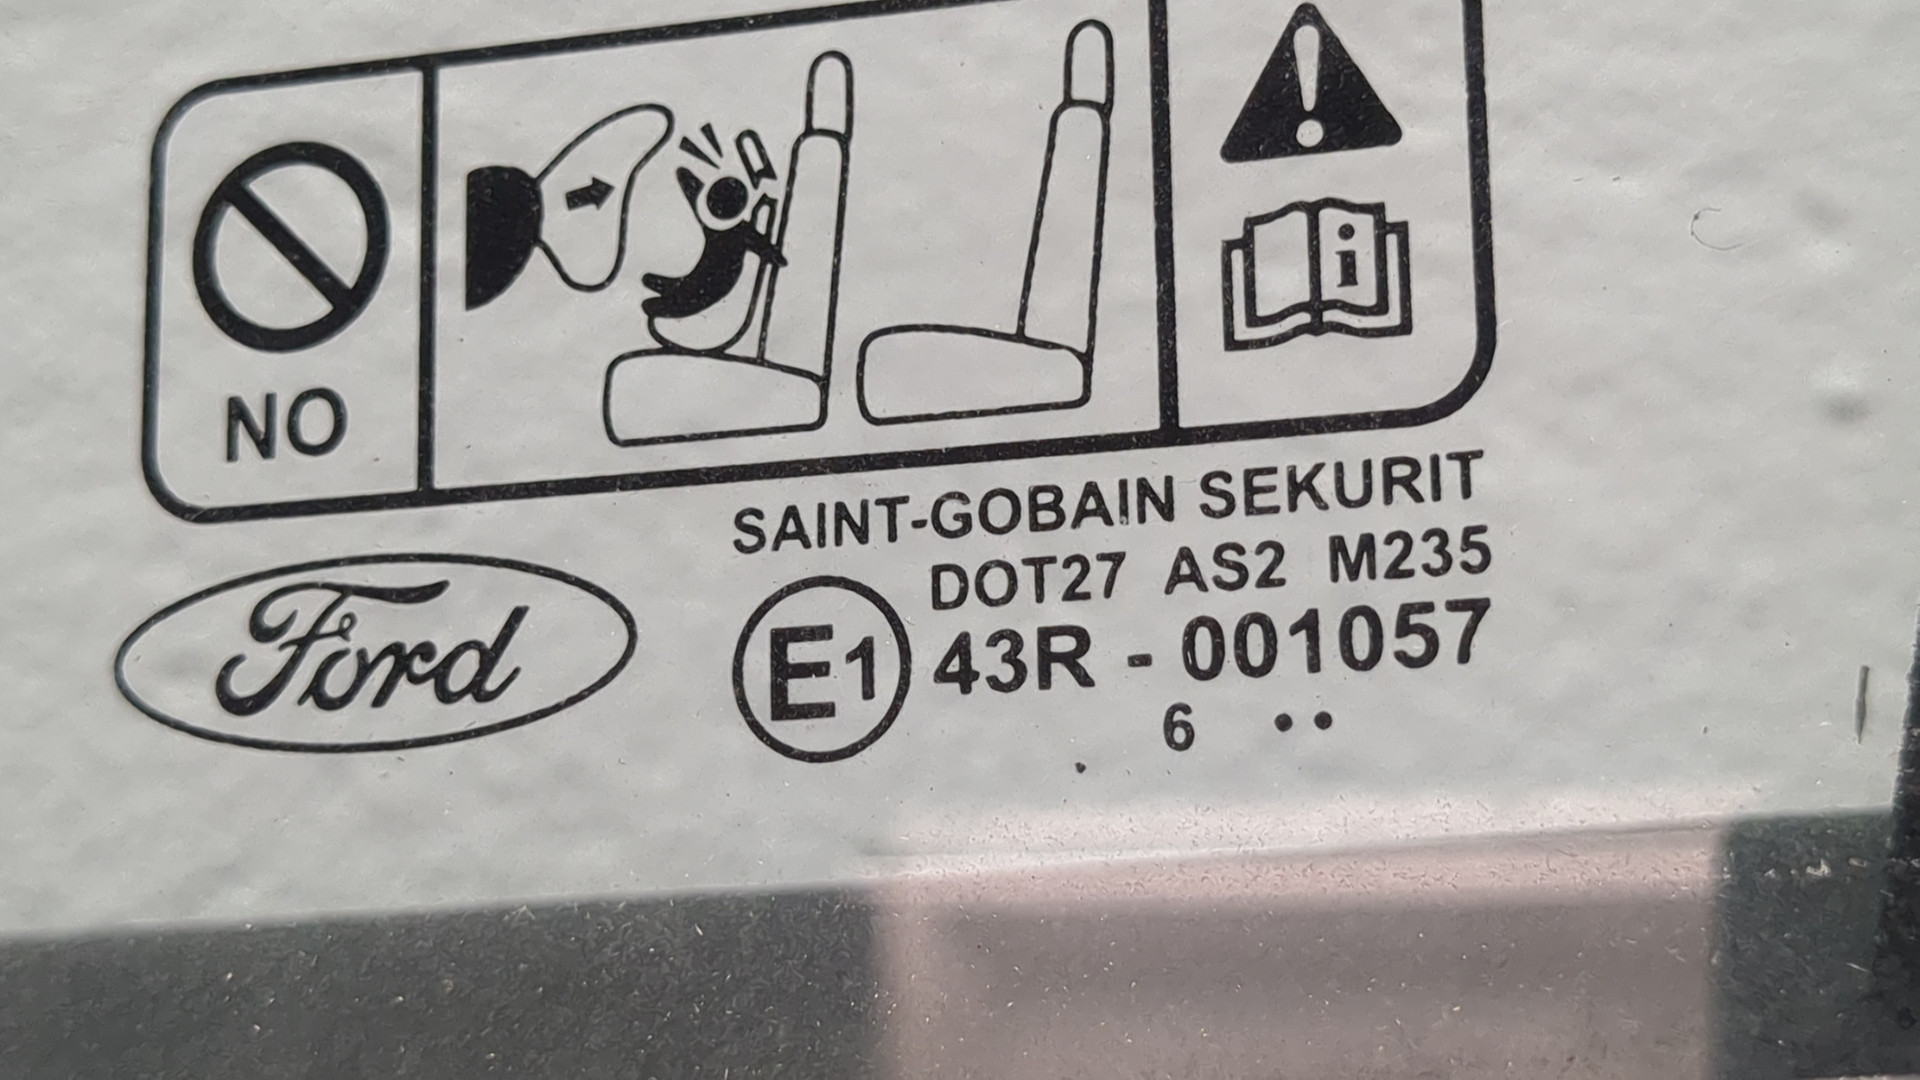 NO
i
Ford
SAINT-GOBAIN SEKURIT
DOT27 AS2 M235
E1 43R - 001057
6 ••